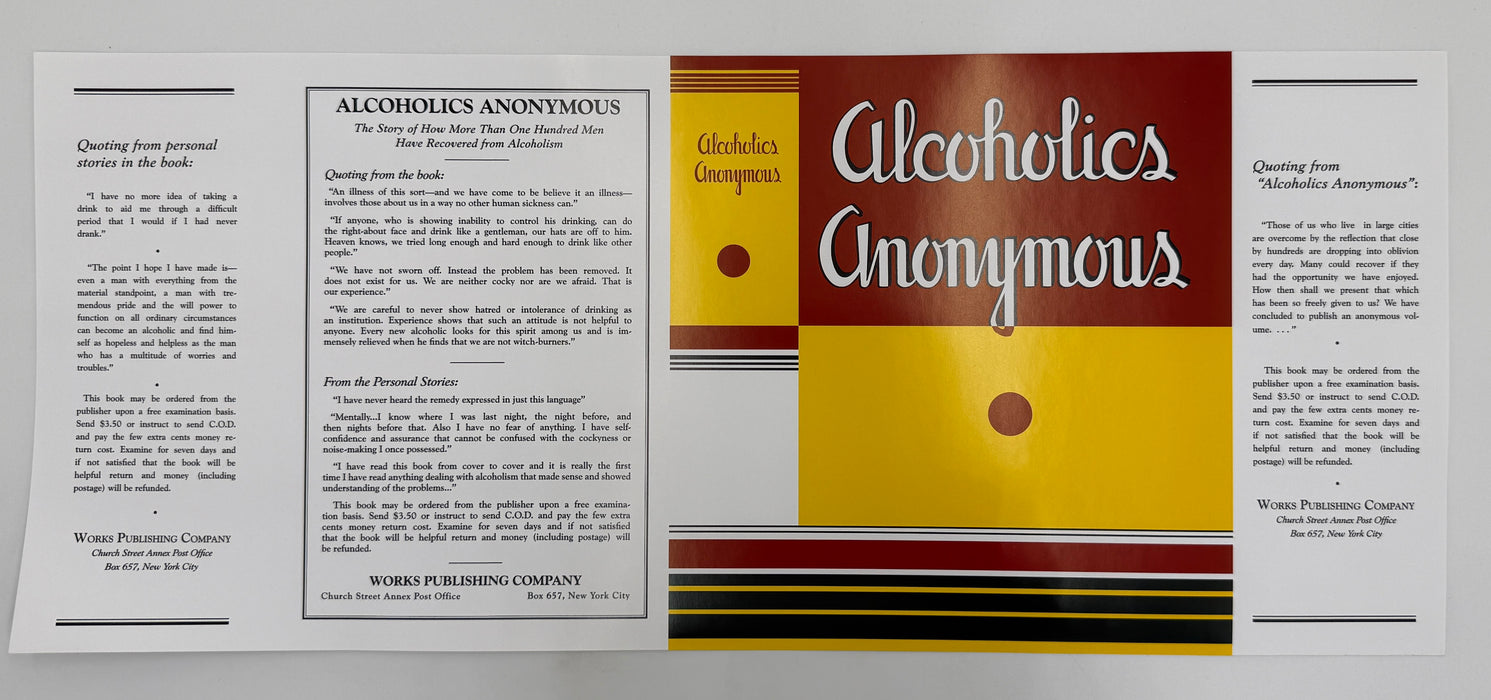 Quoting from personal
stories in the book:
“I have no more idea of taking a
drink to aid me through a difficult
period that I would if I had never
drank.”
•
“The point I hope I have made is—
even a man with everything from the
material standpoint, a man with tre-
mendous pride and the will power to
function on all ordinary circumstances
can become an alcoholic and find him-
self as hopeless and helpless as the man
who has a multitude of worries and
troubles.”
•
This book may be ordered from the
publisher upon a free examination basis.
Send $3.50 or instruct to send C.O.D.
and pay the few extra cents money re-
turn cost. Examine for seven days and
if not satisfied that the book will be
helpful return and money (including
postage) will be refunded.
•
WORKS PUBLISHING COMPANY
Church Street Annex Post Office
Box 657, New York City
ALCOHOLICS ANONYMOUS
The Story of How More Than One Hundred Men
Have Recovered from Alcoholism
Quoting from the book:
“An illness of this sort—and we have come to be believe it an illness—
involves those about us in a way no other human sickness can.”
“If anyone, who is showing inability to control his drinking, can do
the right-about face and drink like a gentleman, our hats are off to him.
Heaven knows, we tried long enough and hard enough to drink like other
people.”
“We have not sworn off. Instead the problem has been removed. It
does not exist for us. We are neither cocky nor are we afraid. That is
our experience.”
“We are careful to never show hatred or intolerance of drinking as
an institution. Experience shows that such an attitude is not helpful to
anyone. Every new alcoholic looks for this spirit among us and is im-
mensely relieved when he finds that we are not witch-burners.”
From the Personal Stories:
“I have never heard the remedy expressed in just this language”
“Mentally...I know where I was last night, the night before, and
then nights before that. Also I have no fear of anything. I have self-
confidence and assurance that cannot be confused with the cockyness or
noise-making I once possessed.”
“I have read this book from cover to cover and it is really the first
time I have read anything dealing with alcoholism that made sense and showed
understanding of the problems...”
This book may be ordered from the publisher upon a free examina-
tion basis. Send $3.50 or instruct to send C.O.D. and pay the few extra
cents money return cost. Examine for seven days and if not satisfied
that the book will be helpful return and money (including postage) will
be refunded.
WORKS PUBLISHING COMPANY
Church Street Annex Post Office Box 657, New York City
Alcoholics
Anonymous
Alcoholics
Anonymous
Quoting from
“Alcoholics Anonymous”:
“Those of us who live in large cities
are overcome by the reflection that close
by hundreds are dropping into oblivion
every day. Many could recover if they
had the opportunity we have enjoyed.
How then shall we present that which
has been so freely given to us? We have
concluded to publish an anonymous vol-
ume. . . .”
•
This book may be ordered from the
publisher upon a free examination basis.
Send $3.50 or instruct to send C.O.D.
and pay the few extra cents money re-
turn cost. Examine for seven days and
if not satisfied that the book will be
helpful return and money (including
postage) will be refunded.
•
WORKS PUBLISHING COMPANY
Church Street Annex Post Office
Box 657, New York City